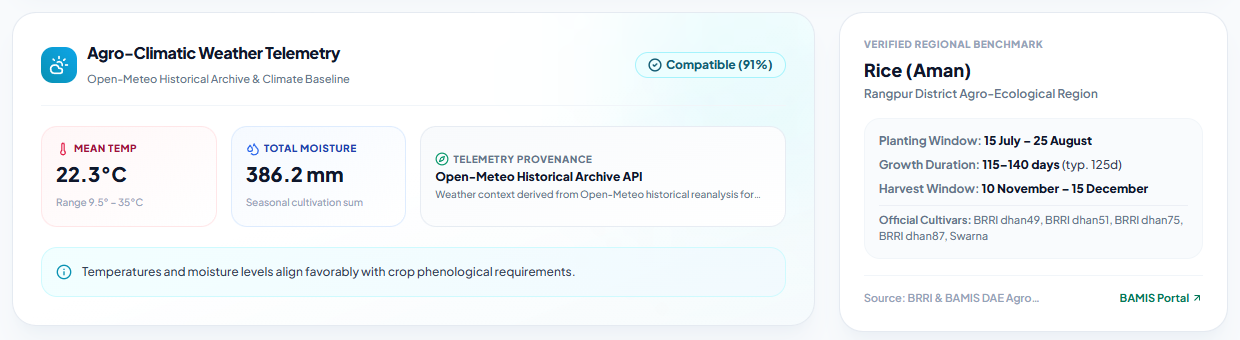 Agro-Climatic Weather Telemetry
Open-Meteo Historical Archive & Climate Baseline
Compatible (91%)
MEAN TEMP
22.3°C
Range 9.5° – 35°C
TOTAL MOISTURE
386.2 mm
Seasonal cultivation sum
TELEMETRY PROVENANCE
Open-Meteo Historical Archive API
Weather context derived from Open-Meteo historical reanalysis for...
Temperatures and moisture levels align favorably with crop phenological requirements.
VERIFIED REGIONAL BENCHMARK
Rice (Aman)
Rangpur District Agro-Ecological Region
Planting Window: 15 July – 25 August
Growth Duration: 115–140 days (typ. 125d)
Harvest Window: 10 November – 15 December
Official Cultivars: BRRI dhan49, BRRI dhan51, BRRI dhan75,
BRRI dhan87, Swarna
Source: BRRI & BAMIS DAE Agro...
BAMIS Portal ↗